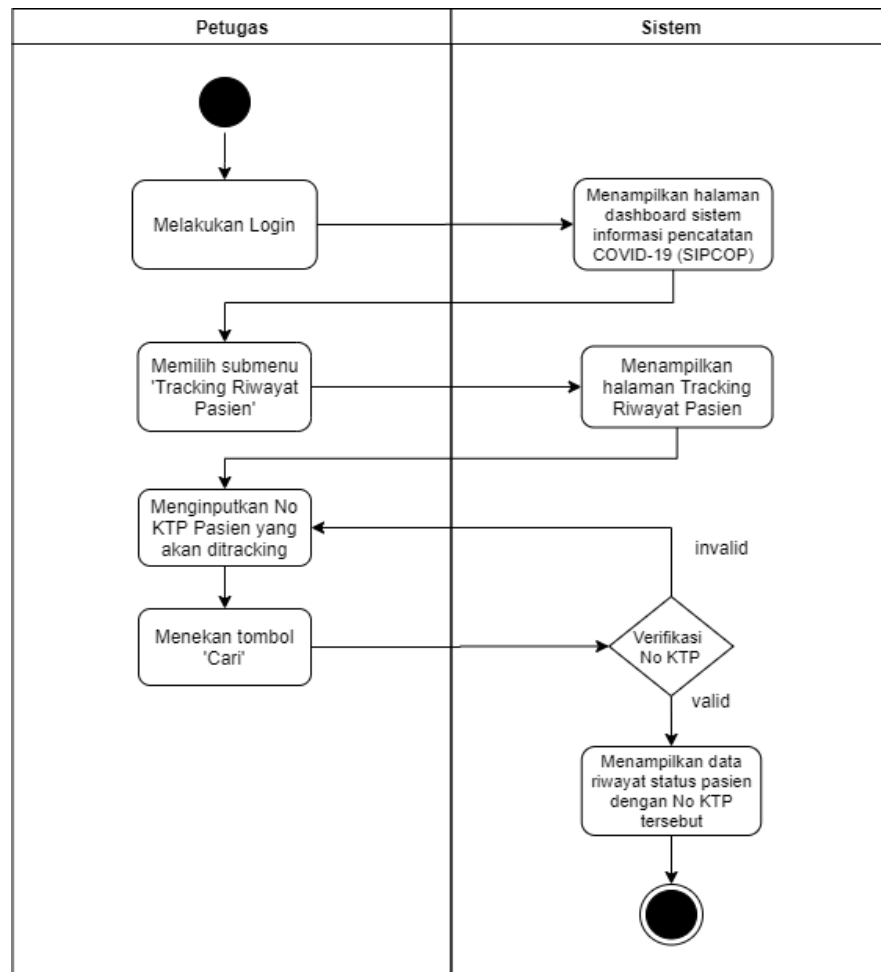 Petugas
Sistem
Melakukan Login
Menampilkan halaman
dashboard sistem
informasi pencatatan
COVID-19 (SIPCOP)
Memilih submenu
'Tracking Riwayat
Pasien'
Menampilkan
halaman Tracking
Riwayat Pasien
Menginputkan No
KTP Pasien yang
akan ditracking
invalid
Menekan tombol
'Cari'
Verifikasi
No KTP
valid
Menampilkan data
riwayat status pasien
dengan No KTP
tersebut